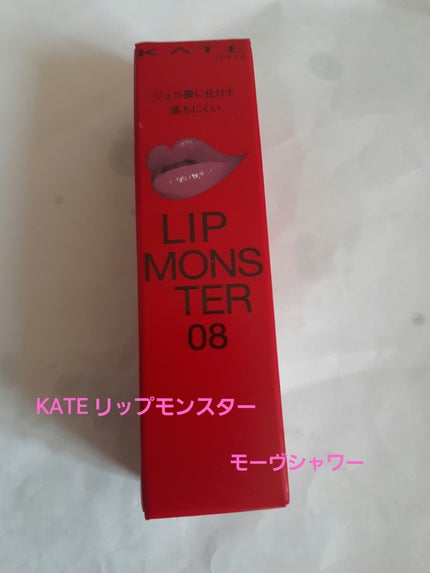 KATE
TOKYO
ジェル膜に化けて
落ちにくい
LIP
MONS
TER
08
KATE リップモンスター
モーヴシャワー